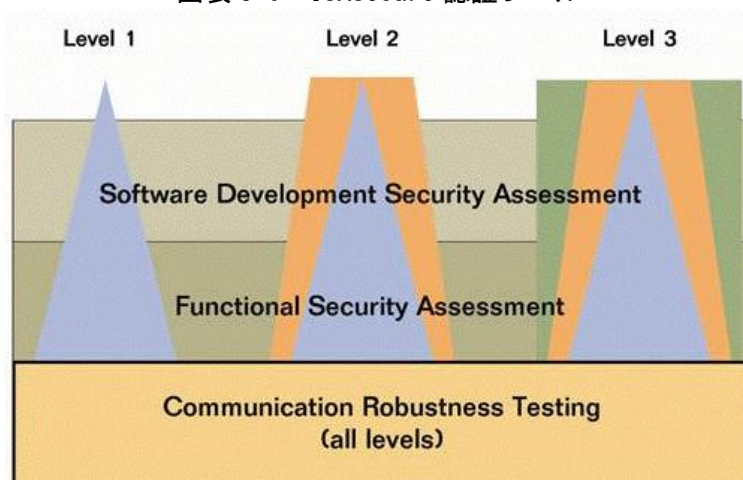 Level 1
Level 2
Level 3
Software Development Security Assessment
Functional Security Assessment
Communication Robustness Testing
(all levels)